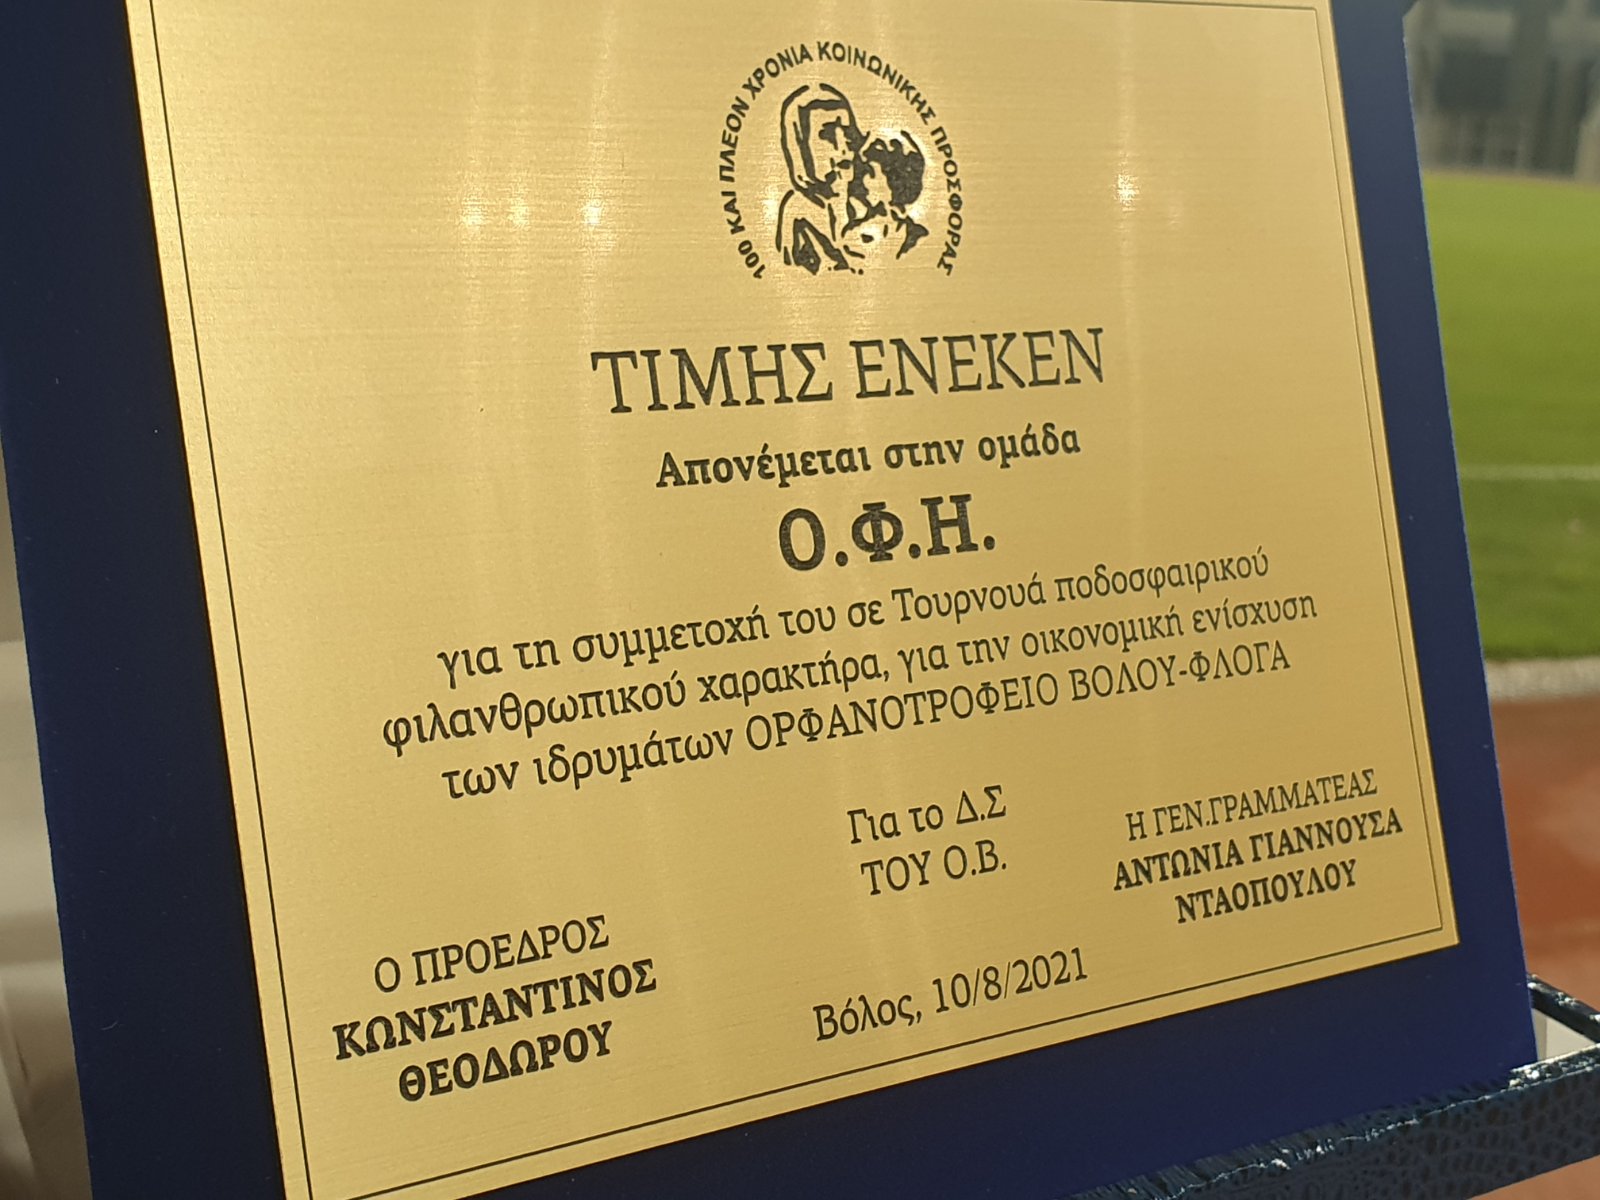 100 ΚΑΙ ΠΛΕΟΝ ΧΡΟΝΙΑ ΚΟΙΝΩΝΙΚΗΣ ΠΡΟΣΦΟΡΑΣ
ΤΙΜΗΣ ΕΝΕΚΕΝ
Απονέμεται στην ομάδα
Ο.Φ.Η.
για τη συμμετοχή του σε Τουρνουά ποδοσφαιρικού
φιλανθρωπικού χαρακτήρα, για την οικονομική ενίσχυση
των ιδρυμάτων ΟΡΦΑΝΟΤΡΟΦΕΙΟ ΒΟΛΟΥ-ΦΛΟΓΑ
Για το Δ.Σ
ΤΟΥ Ο.Β.
Η ΓΕΝ.ΓΡΑΜΜΑΤΕΑΣ
ΑΝΤΩΝΙΑ ΓΙΑΝΝΟΥΣΑ
ΝΤΑΟΠΟΥΛΟΥ
Ο ΠΡΟΕΔΡΟΣ
ΚΩΝΣΤΑΝΤΙΝΟΣ
ΘΕΟΔΩΡΟΥ
Βόλος, 10/8/2021